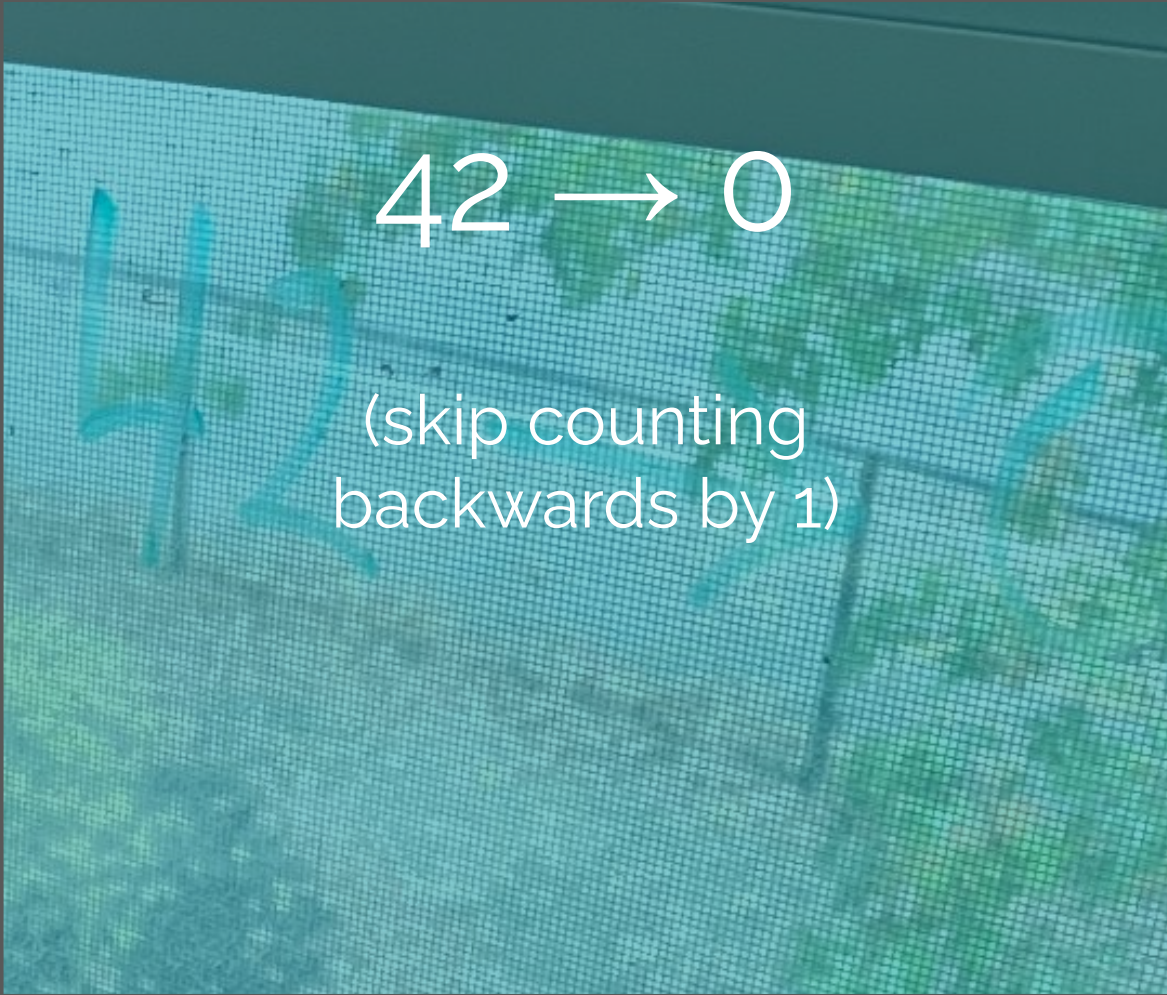 42 → 0
(skip counting
backwards by 1)
42 →